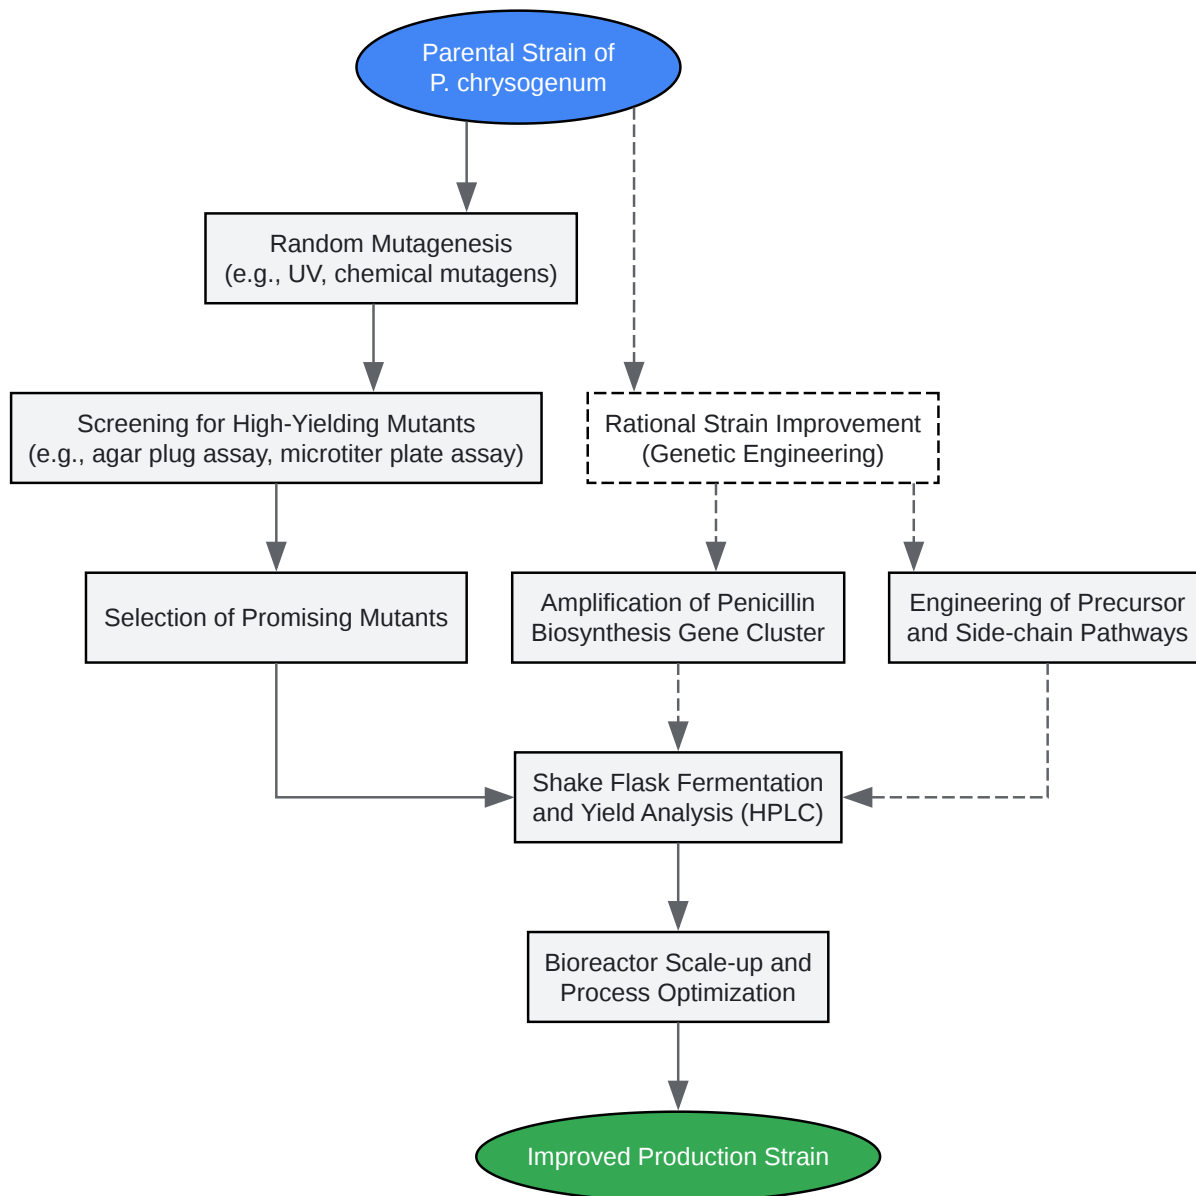 Parental Strain of
P. chrysogenum
Random Mutagenesis
(e.g., UV, chemical mutagens)
Screening for High-Yielding Mutants
(e.g., agar plug assay, microtiter plate assay)
Rational Strain Improvement
(Genetic Engineering)
Selection of Promising Mutants
Amplification of Penicillin
Biosynthesis Gene Cluster
Engineering of Precursor
and Side-chain Pathways
Shake Flask Fermentation
and Yield Analysis (HPLC)
Bioreactor Scale-up and
Process Optimization
Improved Production Strain